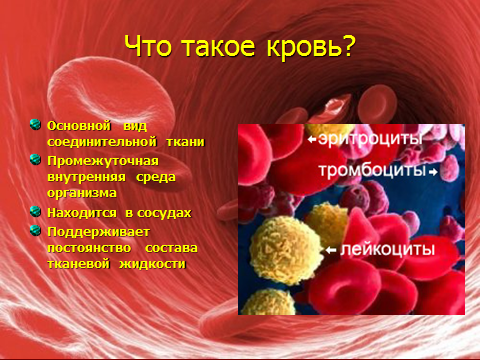 Что такое кровь?
Основной вид
соединительной ткани
Промежуточная
внутренняя среда
организма
Находится в сосудах
Поддерживает
постоянство состава
тканевой жидкости
эритроциты
тромбоциты
лейкоциты